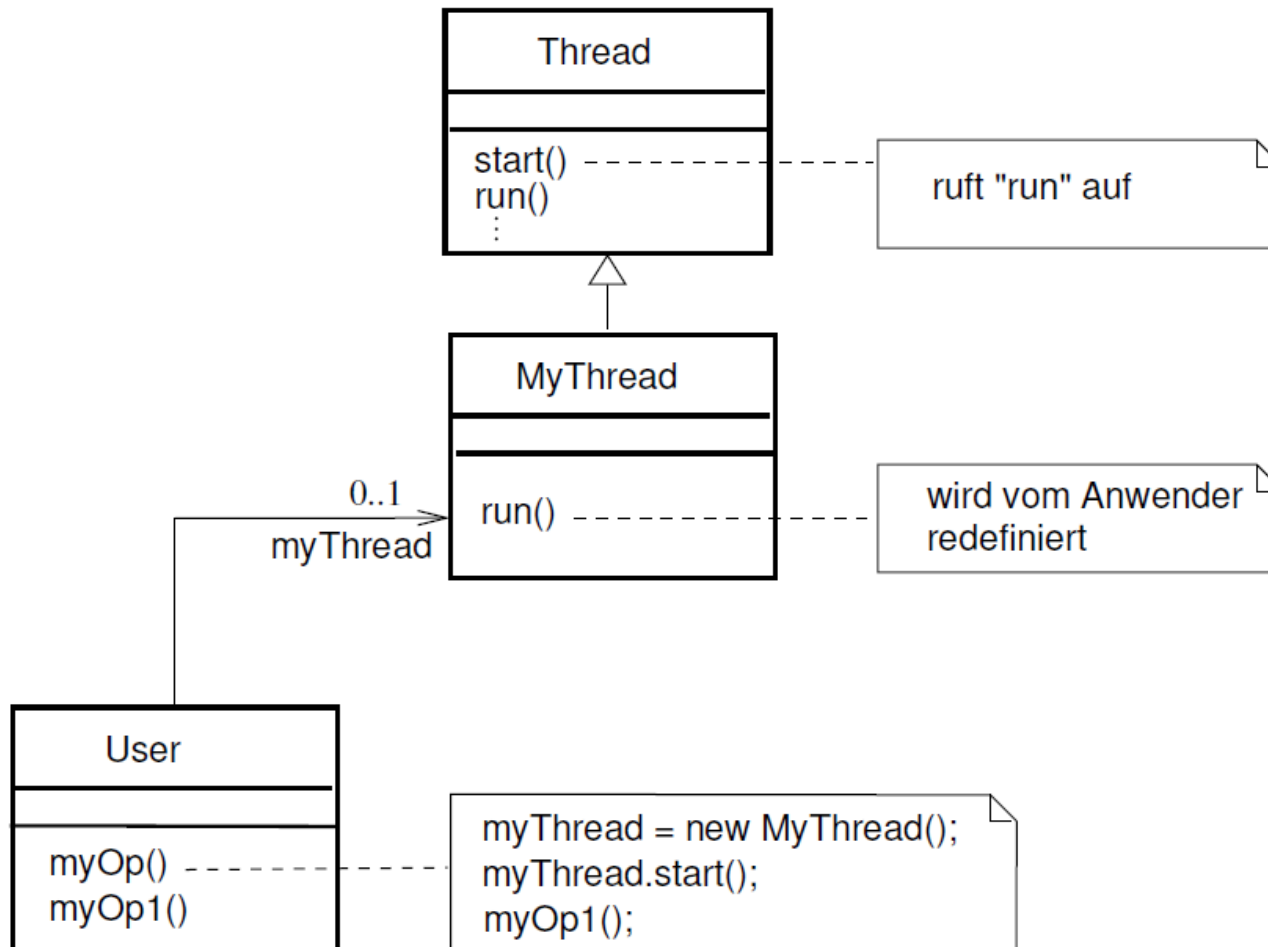 Thread
start()
run()
⋮
ruft "run" auf
MyThread
run()
wird vom Anwender
redefiniert
0..1
myThread
User
myOp()
myOp1()
myThread = new MyThread();
myThread.start();
myOp1();